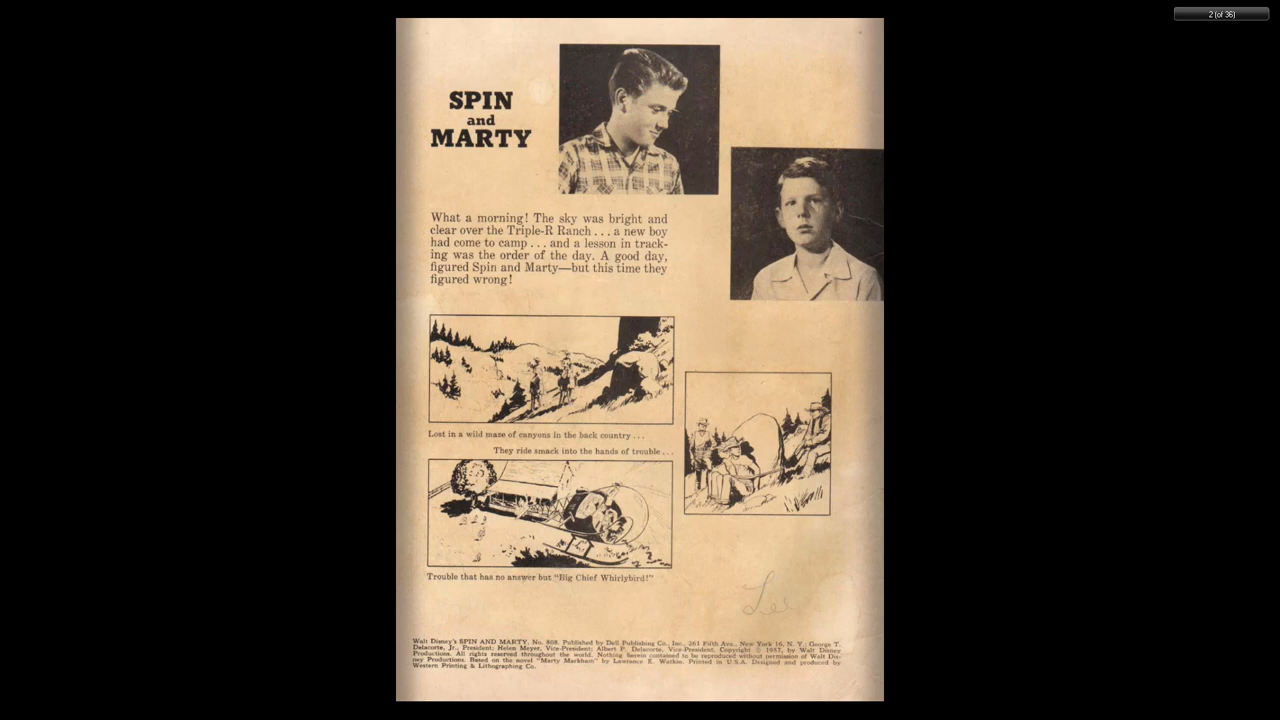 2 (of 36)
SPIN
and
MARTY
What a morning! The sky was bright and
clear over the Triple-R Ranch . . . a new boy
had come to camp . . . and a lesson in track-
ing was the order of the day. A good day,
figured Spin and Marty—but this time they
figured wrong!
Lost in a wild maze of canyons in the back country . . .
They ride smack into the hands of trouble . . .
Trouble that has no answer but "Big Chief Whirlybird!"
Lee
Walt Disney's SPIN AND MARTY, No. 808. Published by Dell Publishing Co., Inc., 261 Fifth Ave., New York 16, N. Y.; George T.
Delacorte, Jr., President; Helen Meyer, Vice-President; Albert P. Delacorte, Vice-President. Copyright © 1957, by Walt Disney
Productions. All rights reserved throughout the world. Nothing herein contained to be reproduced without permission of Walt Dis-
ney Productions. Based on the novel "Marty Markham" by Lawrence E. Watkin. Printed in U.S.A. Designed and produced by
Western Printing & Lithographing Co.